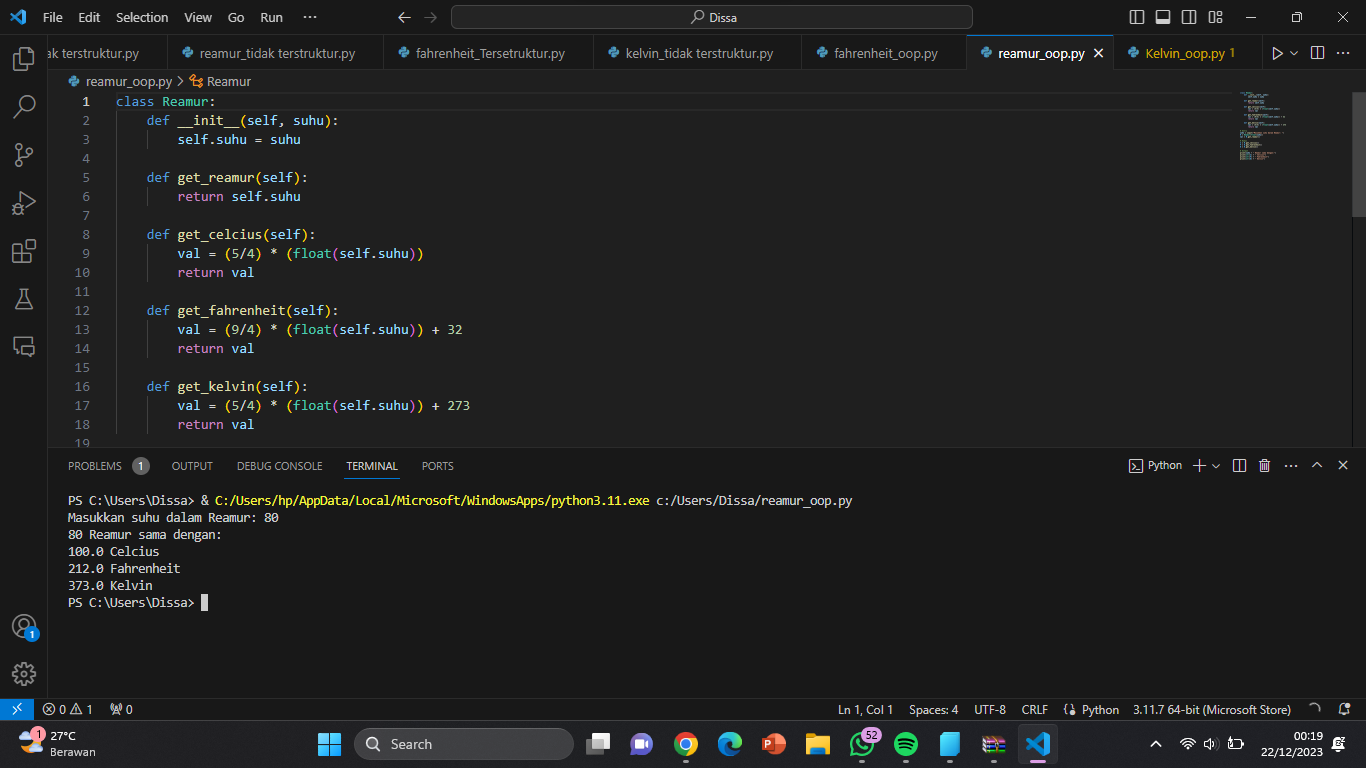 File Edit Selection View Go Run ··· Dissa
ak terstruktur.py reamur_tidak terstruktur.py fahrenheit_Tersetruktur.py kelvin_tidak terstruktur.py fahrenheit_oop.py reamur_oop.py Kelvin_oop.py 1
reamur_oop.py > Reamur
1 class Reamur:
2 def __init__(self, suhu):
3 self.suhu = suhu
4
5 def get_reamur(self):
6 return self.suhu
7
8 def get_celcius(self):
9 val = (5/4) * (float(self.suhu))
10 return val
11
12 def get_fahrenheit(self):
13 val = (9/4) * (float(self.suhu)) + 32
14 return val
15
16 def get_kelvin(self):
17 val = (5/4) * (float(self.suhu)) + 273
18 return val
19
PROBLEMS 1 OUTPUT DEBUG CONSOLE TERMINAL PORTS Python
PS C:\Users\Dissa> & C:/Users/hp/AppData/Local/Microsoft/WindowsApps/python3.11.exe c:/Users/Dissa/reamur_oop.py
Masukkan suhu dalam Reamur: 80
80 Reamur sama dengan:
100.0 Celcius
212.0 Fahrenheit
373.0 Kelvin
PS C:\Users\Dissa>
1
0 1 0 Ln 1, Col 1 Spaces: 4 UTF-8 CRLF Python 3.11.7 64-bit (Microsoft Store)
1 27°C
Berawan
Search
52
00:19
22/12/2023